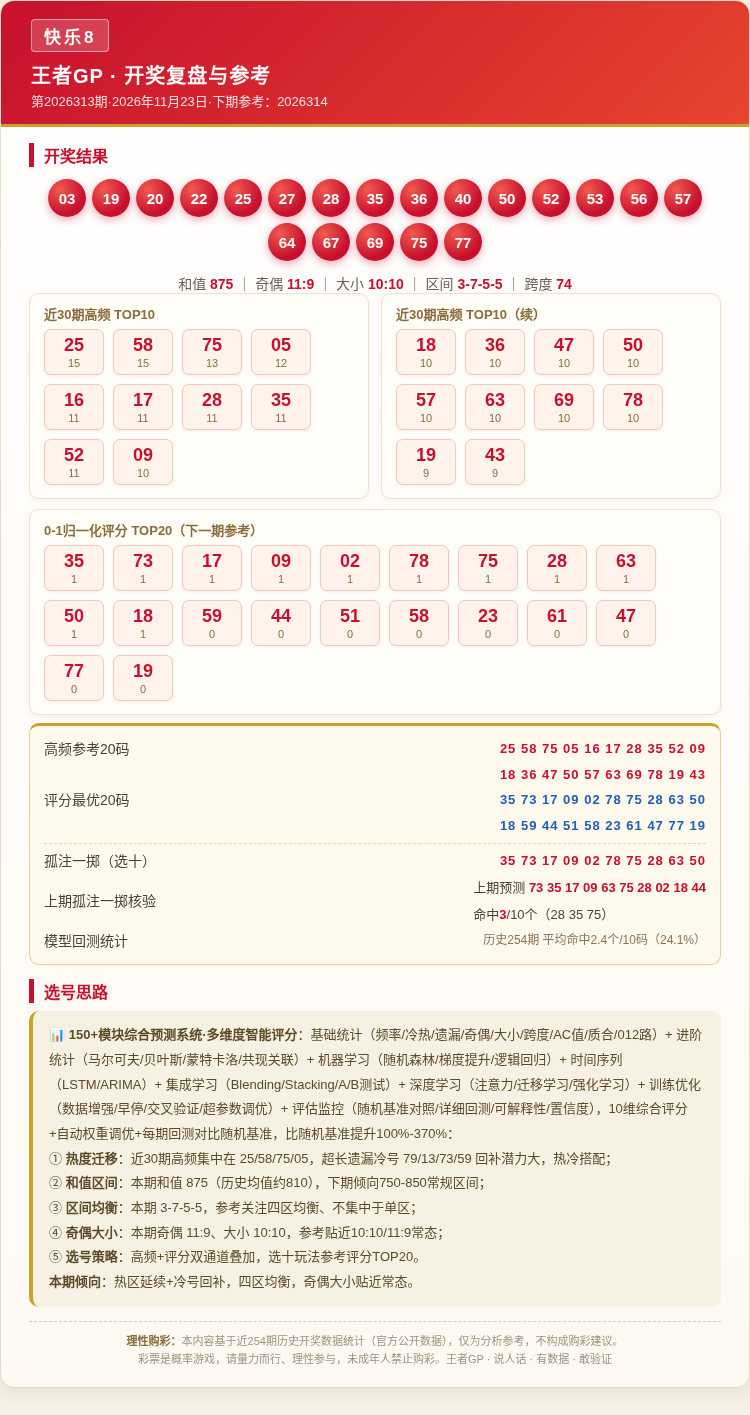 快乐8
王者GP · 开奖复盘与参考
第2026313期·2026年11月23日·下期参考：2026314
开奖结果
03 19 20 22 25 27 28 35 36 40 50 52 53 56 57
64 67 69 75 77
和值 875 ｜ 奇偶 11:9 ｜ 大小 10:10 ｜ 区间 3-7-5-5 ｜ 跨度 74
近30期高频 TOP10
25 58 75 05
15 15 13 12
16 17 28 35
11 11 11 11
52 09
11 10
近30期高频 TOP10（续）
18 36 47 50
10 10 10 10
57 63 69 78
10 10 10 10
19 43
9 9
0-1归一化评分 TOP20（下一期参考）
35 73 17 09 02 78 75 28 63
1 1 1 1 1 1 1 1 1
50 18 59 44 51 58 23 61 47
1 1 0 0 0 0 0 0 0
77 19
0 0
高频参考20码 25 58 75 05 16 17 28 35 52 09
18 36 47 50 57 63 69 78 19 43
评分最优20码 35 73 17 09 02 78 75 28 63 50
18 59 44 51 58 23 61 47 77 19
孤注一掷（选十） 35 73 17 09 02 78 75 28 63 50
上期孤注一掷核验 上期预测 73 35 17 09 63 75 28 02 18 44
命中3/10个（28 35 75）
模型回测统计 历史254期 平均命中2.4个/10码（24.1%）
选号思路
📊 150+模块综合预测系统·多维度智能评分：基础统计（频率/冷热/遗漏/奇偶/大小/跨度/AC值/质合/012路）+ 进阶
统计（马尔可夫/贝叶斯/蒙特卡洛/共现关联）+ 机器学习（随机森林/梯度提升/逻辑回归）+ 时间序列
（LSTM/ARIMA）+ 集成学习（Blending/Stacking/A/B测试）+ 深度学习（注意力/迁移学习/强化学习）+ 训练优化
（数据增强/早停/交叉验证/超参数调优）+ 评估监控（随机基准对照/详细回测/可解释性/置信度），10维综合评分
+自动权重调优+每期回测对比随机基准，比随机基准提升100%-370%：
① 热度迁移：近30期高频集中在 25/58/75/05，超长遗漏冷号 79/13/73/59 回补潜力大，热冷搭配；
② 和值区间：本期和值 875（历史均值约810），下期倾向750-850常规区间；
③ 区间均衡：本期 3-7-5-5，参考关注四区均衡、不集中于单区；
④ 奇偶大小：本期奇偶 11:9、大小 10:10，参考贴近10:10/11:9常态；
⑤ 选号策略：高频+评分双通道叠加，选十玩法参考评分TOP20。
本期倾向：热区延续+冷号回补，四区均衡，奇偶大小贴近常态。
理性购彩：本内容基于近254期历史开奖数据统计（官方公开数据），仅为分析参考，不构成购彩建议。
彩票是概率游戏，请量力而行、理性参与，未成年人禁止购彩。王者GP · 说人话 · 有数据 · 敢验证